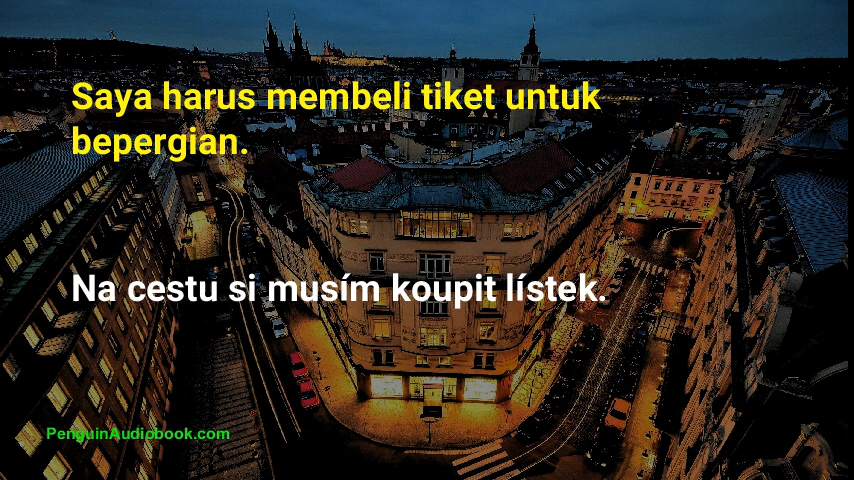 Saya harus membeli tiket untuk
bepergian.
Na cestu si musím koupit lístek.
PenguinAudiobook.com